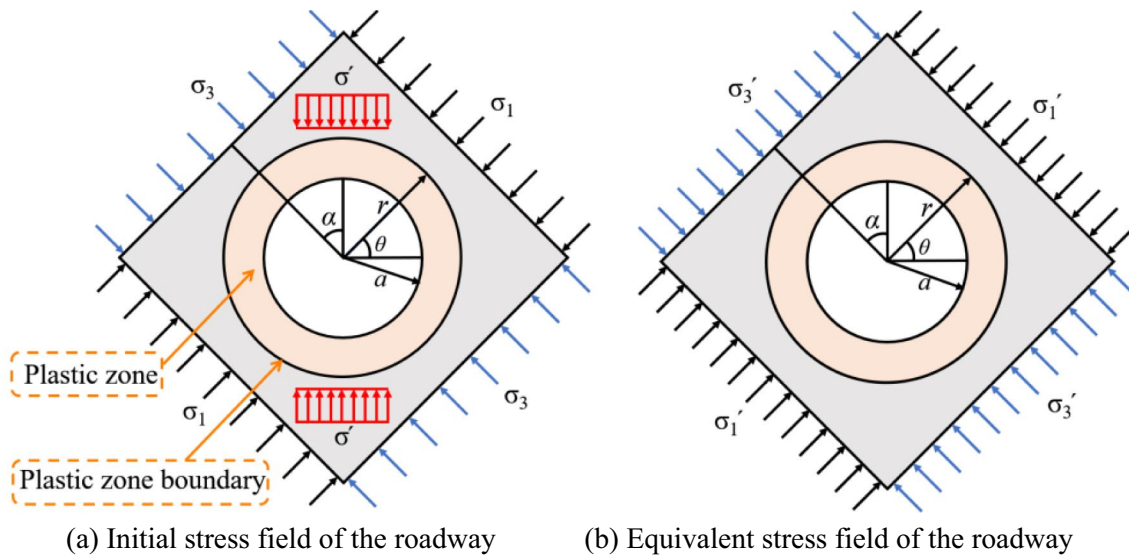 σ′
σ₃
σ₁
α
r
θ
a
Plastic zone
σ₁
σ₃
σ′
Plastic zone boundary
(a) Initial stress field of the roadway
σ₃′
σ₁′
α
r
θ
a
σ₁′
σ₃′
(b) Equivalent stress field of the roadway